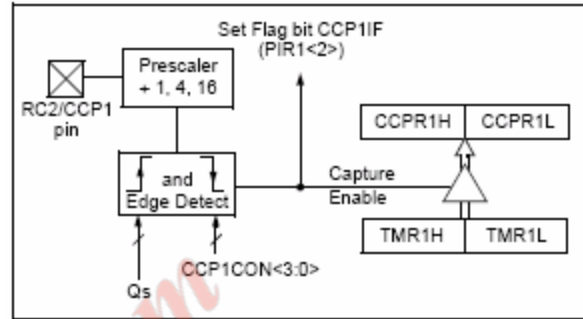 Set Flag bit CCP1IF
(PIR1<2>)
Prescaler
÷ 1, 4, 16
RC2/CCP1
pin
CCPR1H CCPR1L
and
Edge Detect
Capture
Enable
TMR1H TMR1L
CCP1CON<3:0>
Qs